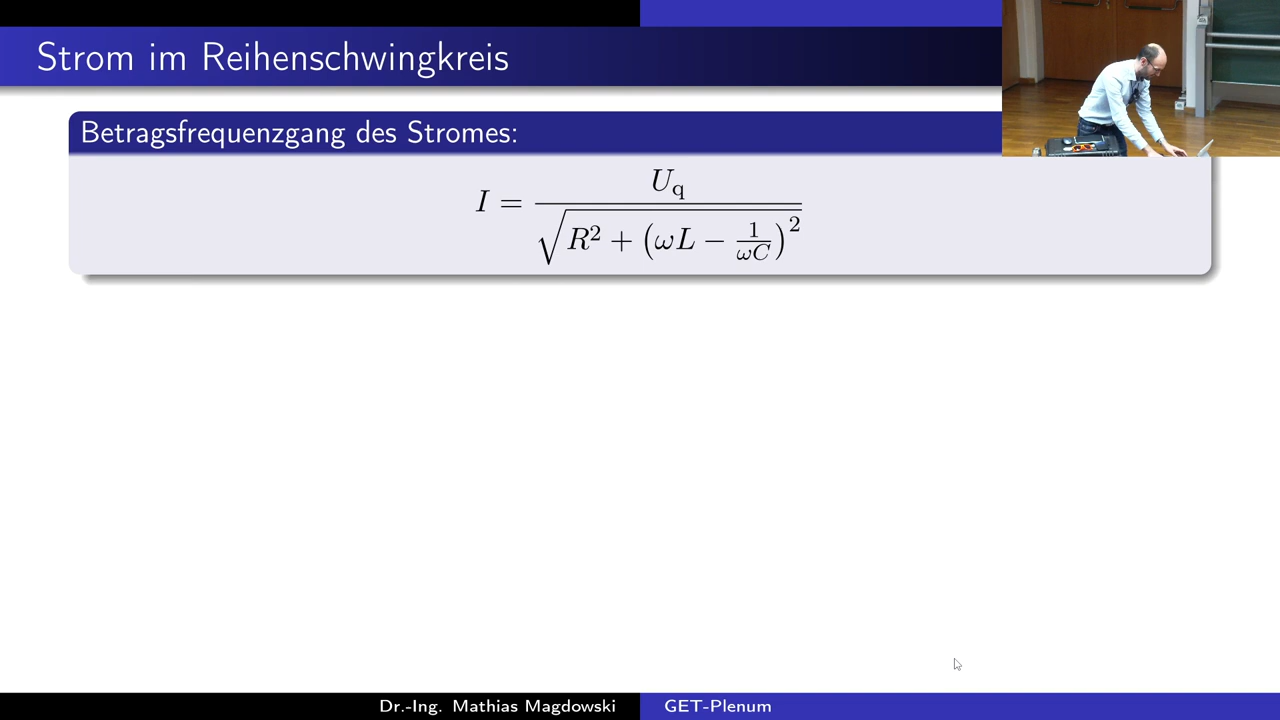 Strom im Reihenschwingkreis
Betragsfrequenzgang des Stromes:
I = U_q / √(R² + (ωL − 1/(ωC))²)
Dr.-Ing. Mathias Magdowski GET-Plenum